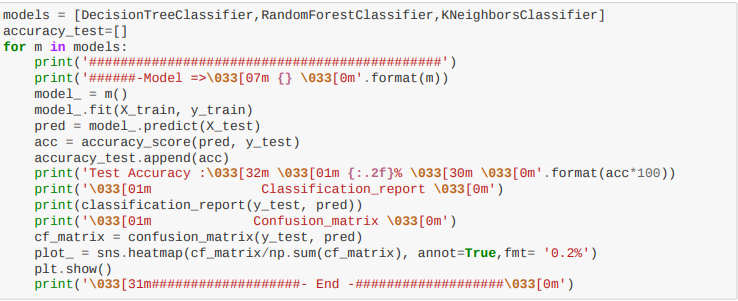 models = [DecisionTreeClassifier,RandomForestClassifier,KNeighborsClassifier]
accuracy_test=[]
for m in models:
    print('#############################################')
    print('######-Model =>\033[07m {} \033[0m'.format(m))
    model_ = m()
    model_.fit(X_train, y_train)
    pred = model_.predict(X_test)
    acc = accuracy_score(pred, y_test)
    accuracy_test.append(acc)
    print('Test Accuracy :\033[32m \033[01m {:.2f}% \033[30m \033[0m'.format(acc*100))
    print('\033[01m              Classification_report \033[0m')
    print(classification_report(y_test, pred))
    print('\033[01m             Confusion_matrix \033[0m')
    cf_matrix = confusion_matrix(y_test, pred)
    plot_ = sns.heatmap(cf_matrix/np.sum(cf_matrix), annot=True,fmt= '0.2%')
    plt.show()
    print('\033[31m###################- End -###################\033[0m')